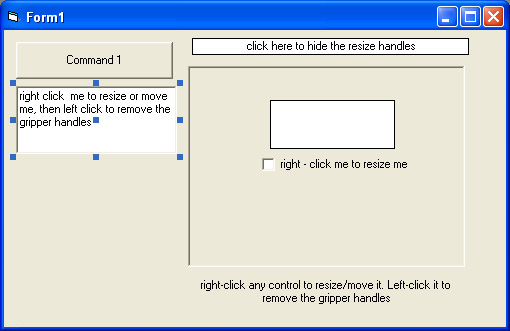 Form1
Command 1
click here to hide the resize handles
right click  me to resize or move
me, then left click to remove the
gripper handles
right - click me to resize me
right-click any control to resize/move it. Left-click it to
remove the gripper handles